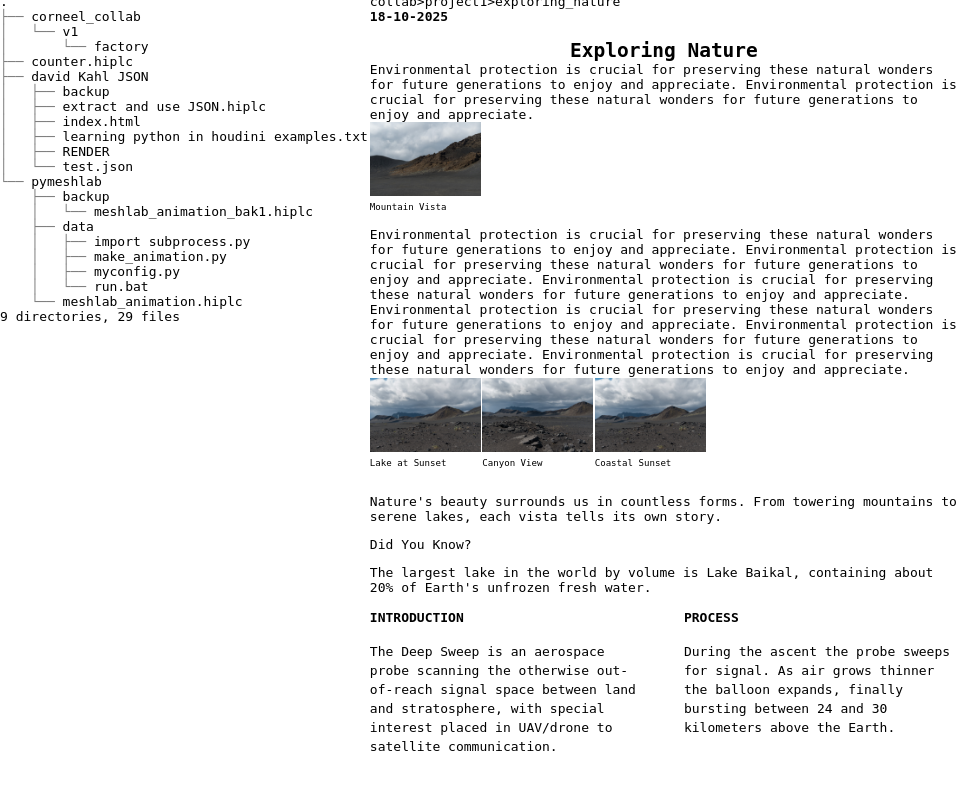 .
├── corneel_collab
│   └── v1
│       └── factory
├── counter.hiplc
├── david Kahl JSON
│   ├── backup
│   ├── extract and use JSON.hiplc
│   ├── index.html
│   ├── learning python in houdini examples.txt
│   ├── RENDER
│   └── test.json
└── pymeshlab
    ├── backup
    │   └── meshlab_animation_bak1.hiplc
    ├── data
    │   ├── import subprocess.py
    │   ├── make_animation.py
    │   ├── myconfig.py
    │   └── run.bat
    └── meshlab_animation.hiplc
9 directories, 29 files
collab>project1>exploring_nature
18-10-2025
Exploring Nature
Environmental protection is crucial for preserving these natural wonders
for future generations to enjoy and appreciate. Environmental protection is
crucial for preserving these natural wonders for future generations to
enjoy and appreciate.
Mountain Vista
Environmental protection is crucial for preserving these natural wonders
for future generations to enjoy and appreciate. Environmental protection is
crucial for preserving these natural wonders for future generations to
enjoy and appreciate. Environmental protection is crucial for preserving
these natural wonders for future generations to enjoy and appreciate.
Environmental protection is crucial for preserving these natural wonders
for future generations to enjoy and appreciate. Environmental protection is
crucial for preserving these natural wonders for future generations to
enjoy and appreciate. Environmental protection is crucial for preserving
these natural wonders for future generations to enjoy and appreciate.
Lake at Sunset
Canyon View
Coastal Sunset
Nature's beauty surrounds us in countless forms. From towering mountains to
serene lakes, each vista tells its own story.
Did You Know?
The largest lake in the world by volume is Lake Baikal, containing about
20% of Earth's unfrozen fresh water.
INTRODUCTION
The Deep Sweep is an aerospace
probe scanning the otherwise out-
of-reach signal space between land
and stratosphere, with special
interest placed in UAV/drone to
satellite communication.
PROCESS
During the ascent the probe sweeps
for signal. As air grows thinner
the balloon expands, finally
bursting between 24 and 30
kilometers above the Earth.